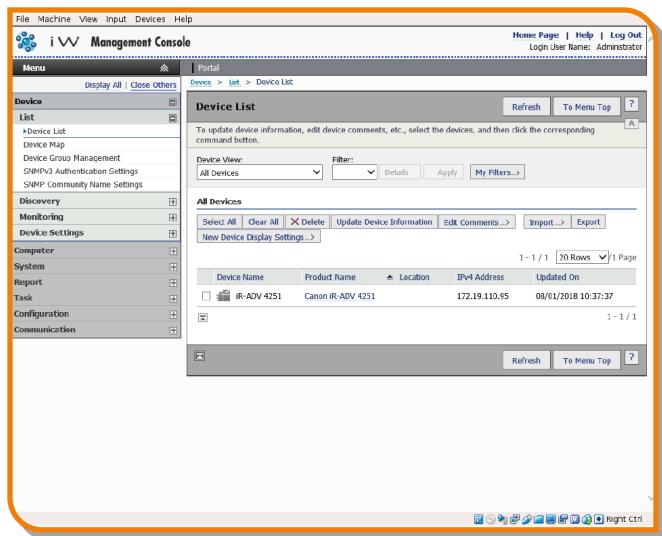 File Machine View Input Devices Help
iW Management Console
Home Page | Help | Log Out
Login User Name: Administrator
Menu
Portal
Display All | Close Others
Device > List > Device List
Device
List
Device List
Device Map
Device Group Management
SNMPv3 Authentication Settings
SNMP Community Name Settings
Discovery
Monitoring
Device Settings
Computer
System
Report
Task
Configuration
Communication
Device List
Refresh To Menu Top ?
To update device information, edit device comments, etc., select the devices, and then click the corresponding
command button.
Device View: Filter:
All Devices Details Apply My Filters...>
All Devices
Select All Clear All Delete Update Device Information Edit Comments...> Import...> Export
New Device Display Settings...>
1 - 1 / 1 20 Rows /1 Page
Device Name Product Name Location IPv4 Address Updated On
iR-ADV 4251 Canon iR-ADV 4251 172.19.110.95 08/01/2018 10:37:37
1 - 1 / 1
Refresh To Menu Top ?
Right Ctrl